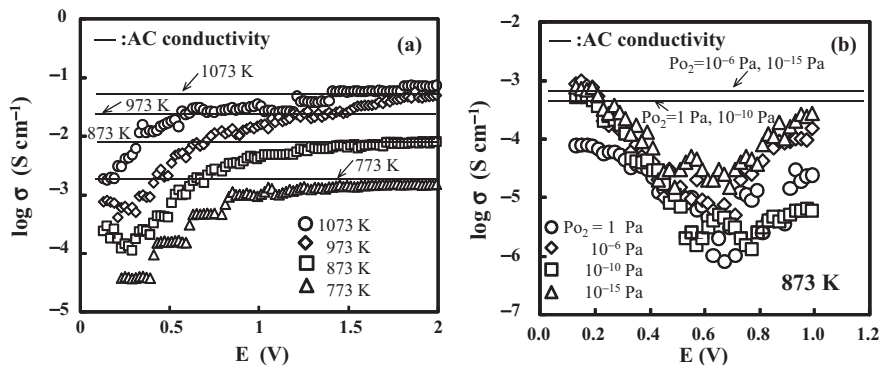 0
−1
−2
−3
−4
−5
log σ (S cm⁻¹)
:AC conductivity
(a)
1073 K
973 K
873 K
773 K
1073 K
973 K
873 K
773 K
0
0.5
1
1.5
2
E (V)
−2
−3
−4
−5
−6
−7
log σ (S cm⁻¹)
:AC conductivity
(b)
Po₂=10⁻⁶ Pa, 10⁻¹⁵ Pa
Po₂=1 Pa, 10⁻¹⁰ Pa
Po₂ = 1 Pa
10⁻⁶ Pa
10⁻¹⁰ Pa
10⁻¹⁵ Pa
873 K
0.0
0.2
0.4
0.6
0.8
1.0
1.2
E (V)